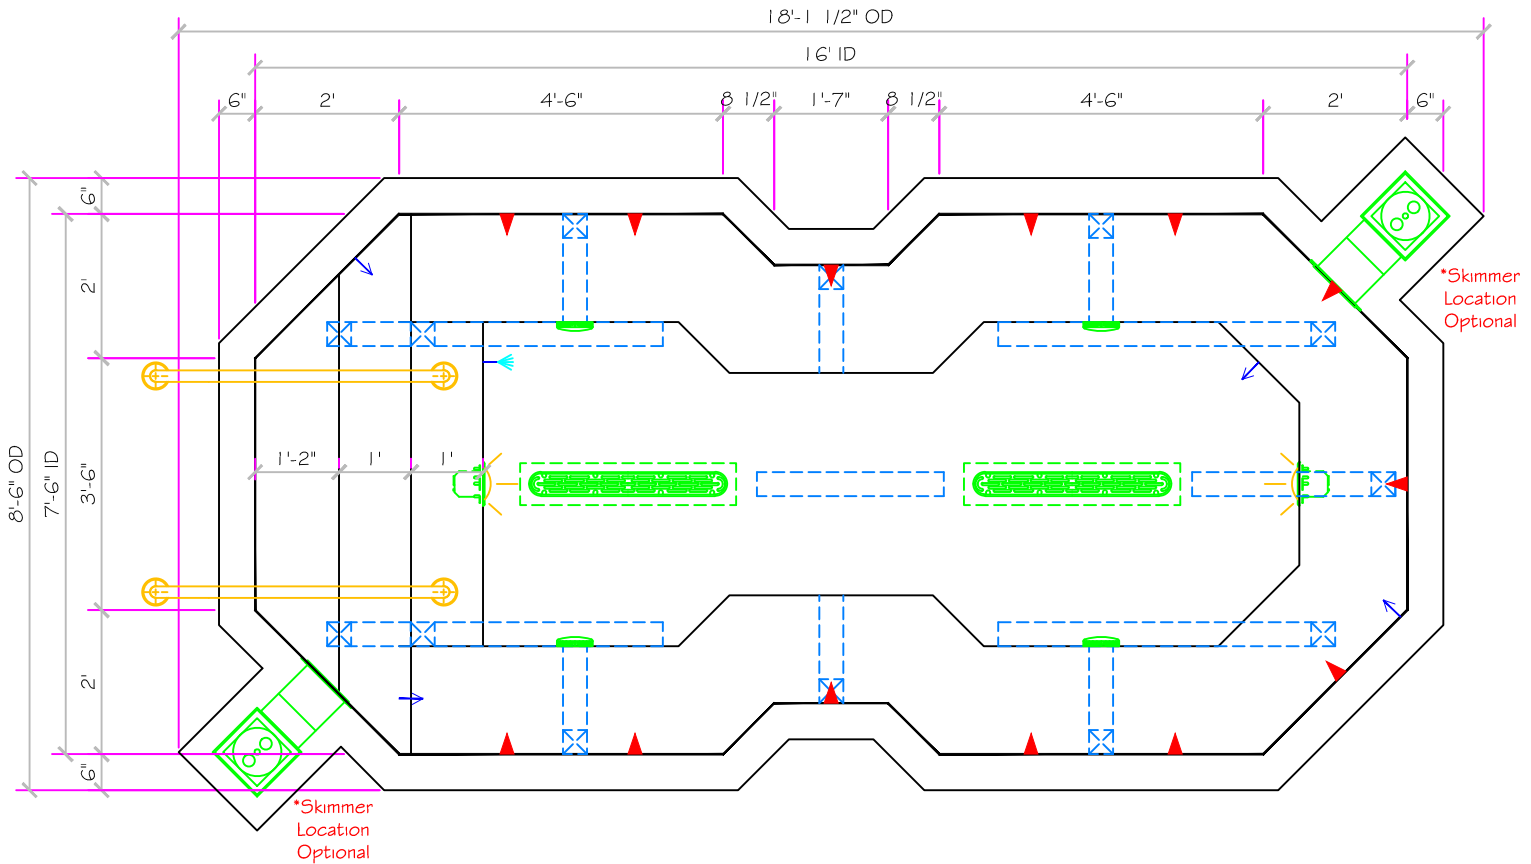 18'-1 1/2" OD
16' ID
6"
2'
4'-6"
8 1/2"
1'-7"
8 1/2"
4'-6"
2'
6"
6"
2'
3'-6"
2'
6"
8'-6" OD
7'-6" ID
1'-2"
1'
1'
*Skimmer
Location
Optional
*Skimmer
Location
Optional